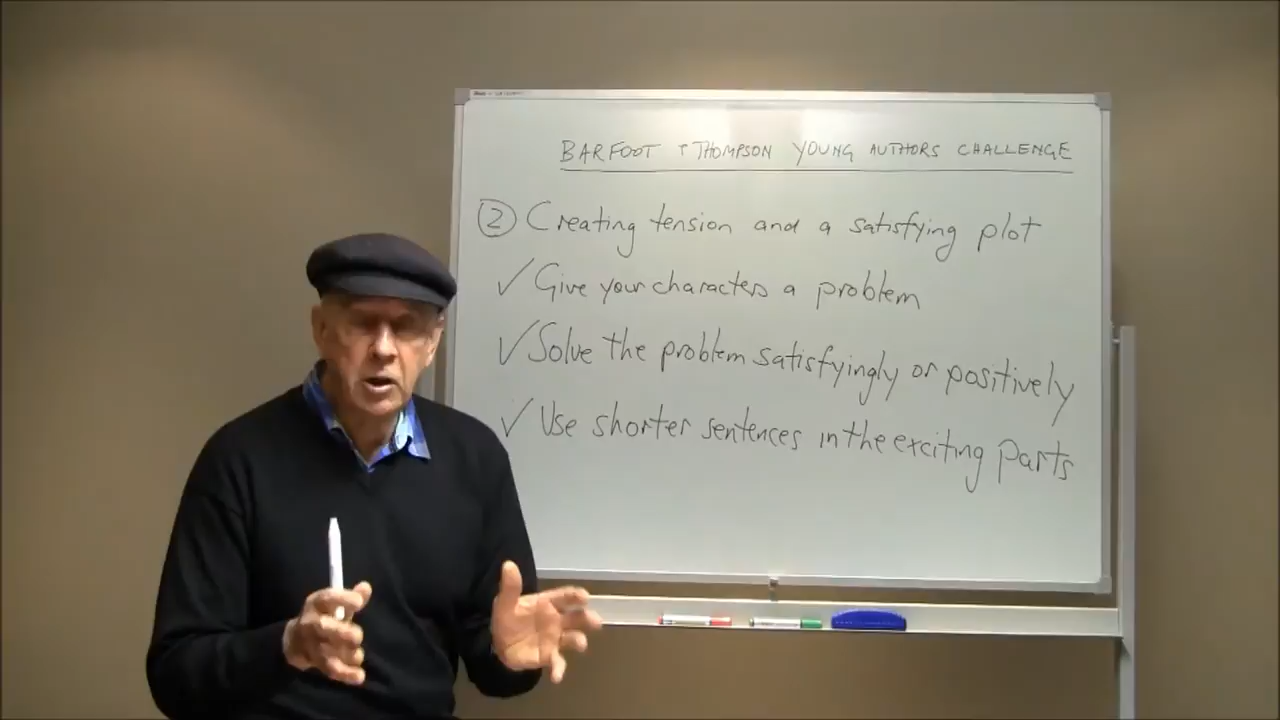 BARFOOT & THOMPSON YOUNG AUTHORS CHALLENGE
② Creating tension and a satisfying plot
✓ Give your characters a problem
✓ Solve the problem satisfyingly or positively
✓ Use shorter sentences in the exciting parts